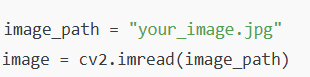 image_path = "your_image.jpg"
image = cv2.imread(image_path)